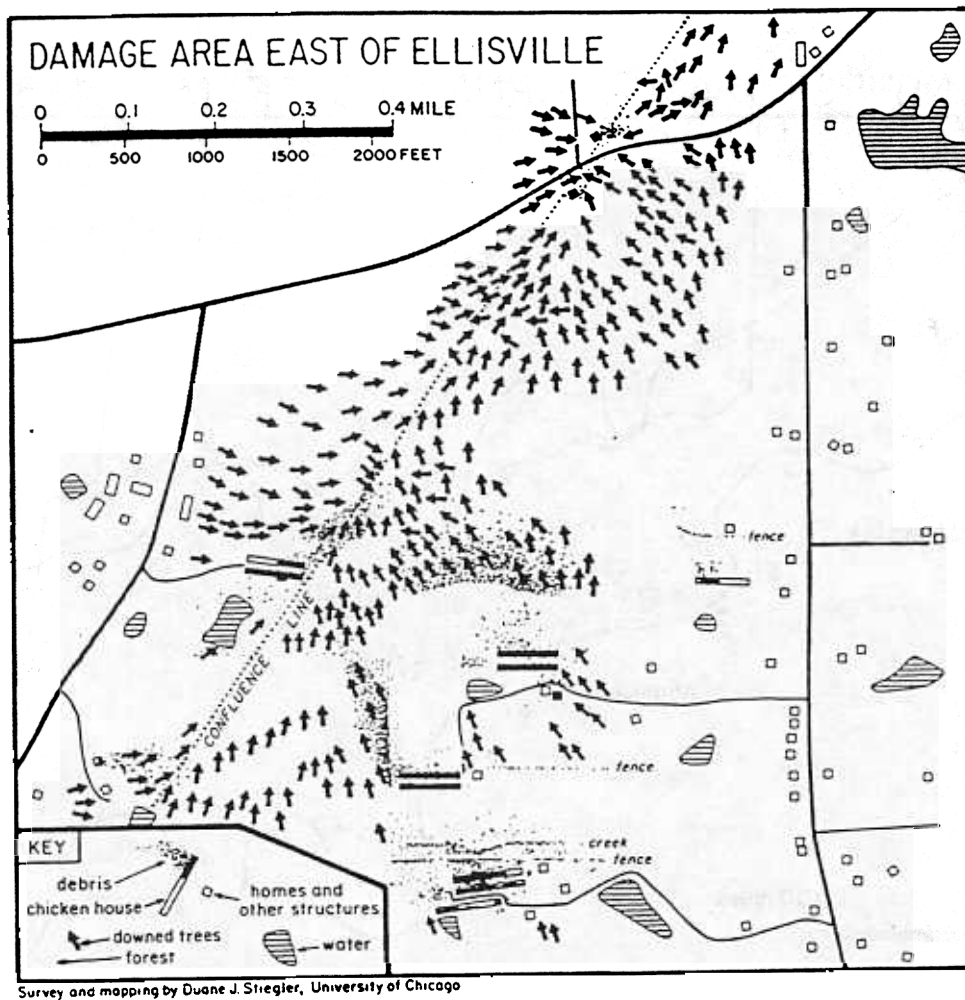 DAMAGE AREA EAST OF ELLISVILLE
0 0.1 0.2 0.3 0.4 MILE
0 500 1000 1500 2000 FEET
fence
CONFLUENCE LINE
fence
creek
fence
KEY
debris
chicken house
homes and
other structures
downed trees
forest
water
Survey and mapping by Duane J. Stiegler, University of Chicago